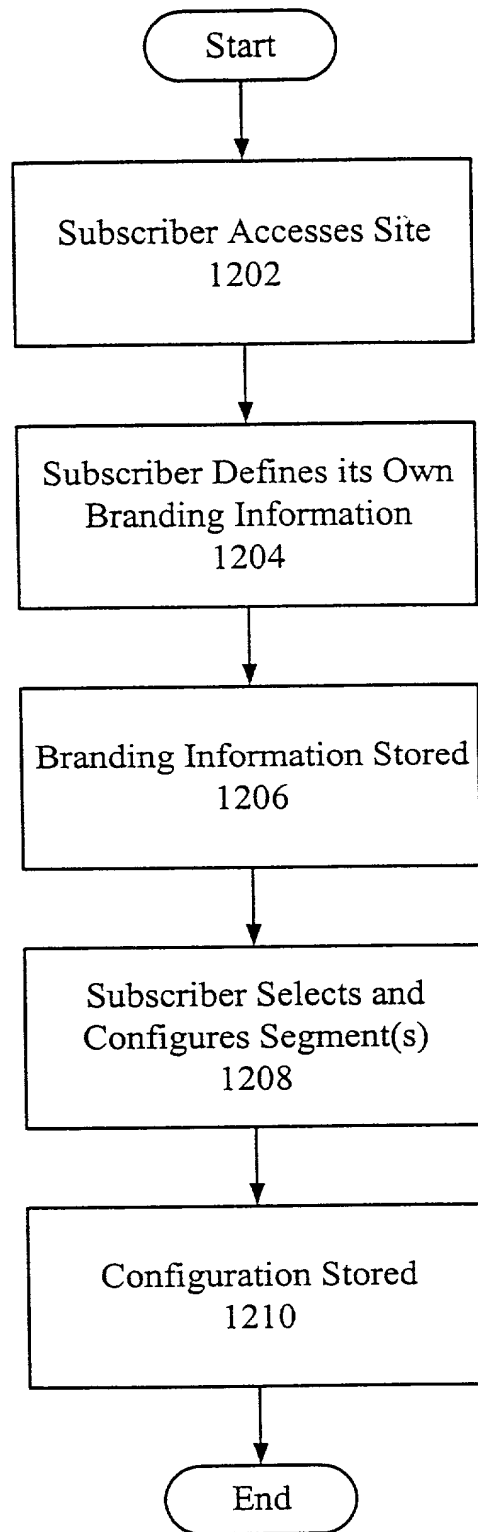 Start
Subscriber Accesses Site
1202
Subscriber Defines its Own
Branding Information
1204
Branding Information Stored
1206
Subscriber Selects and
Configures Segment(s)
1208
Configuration Stored
1210
End